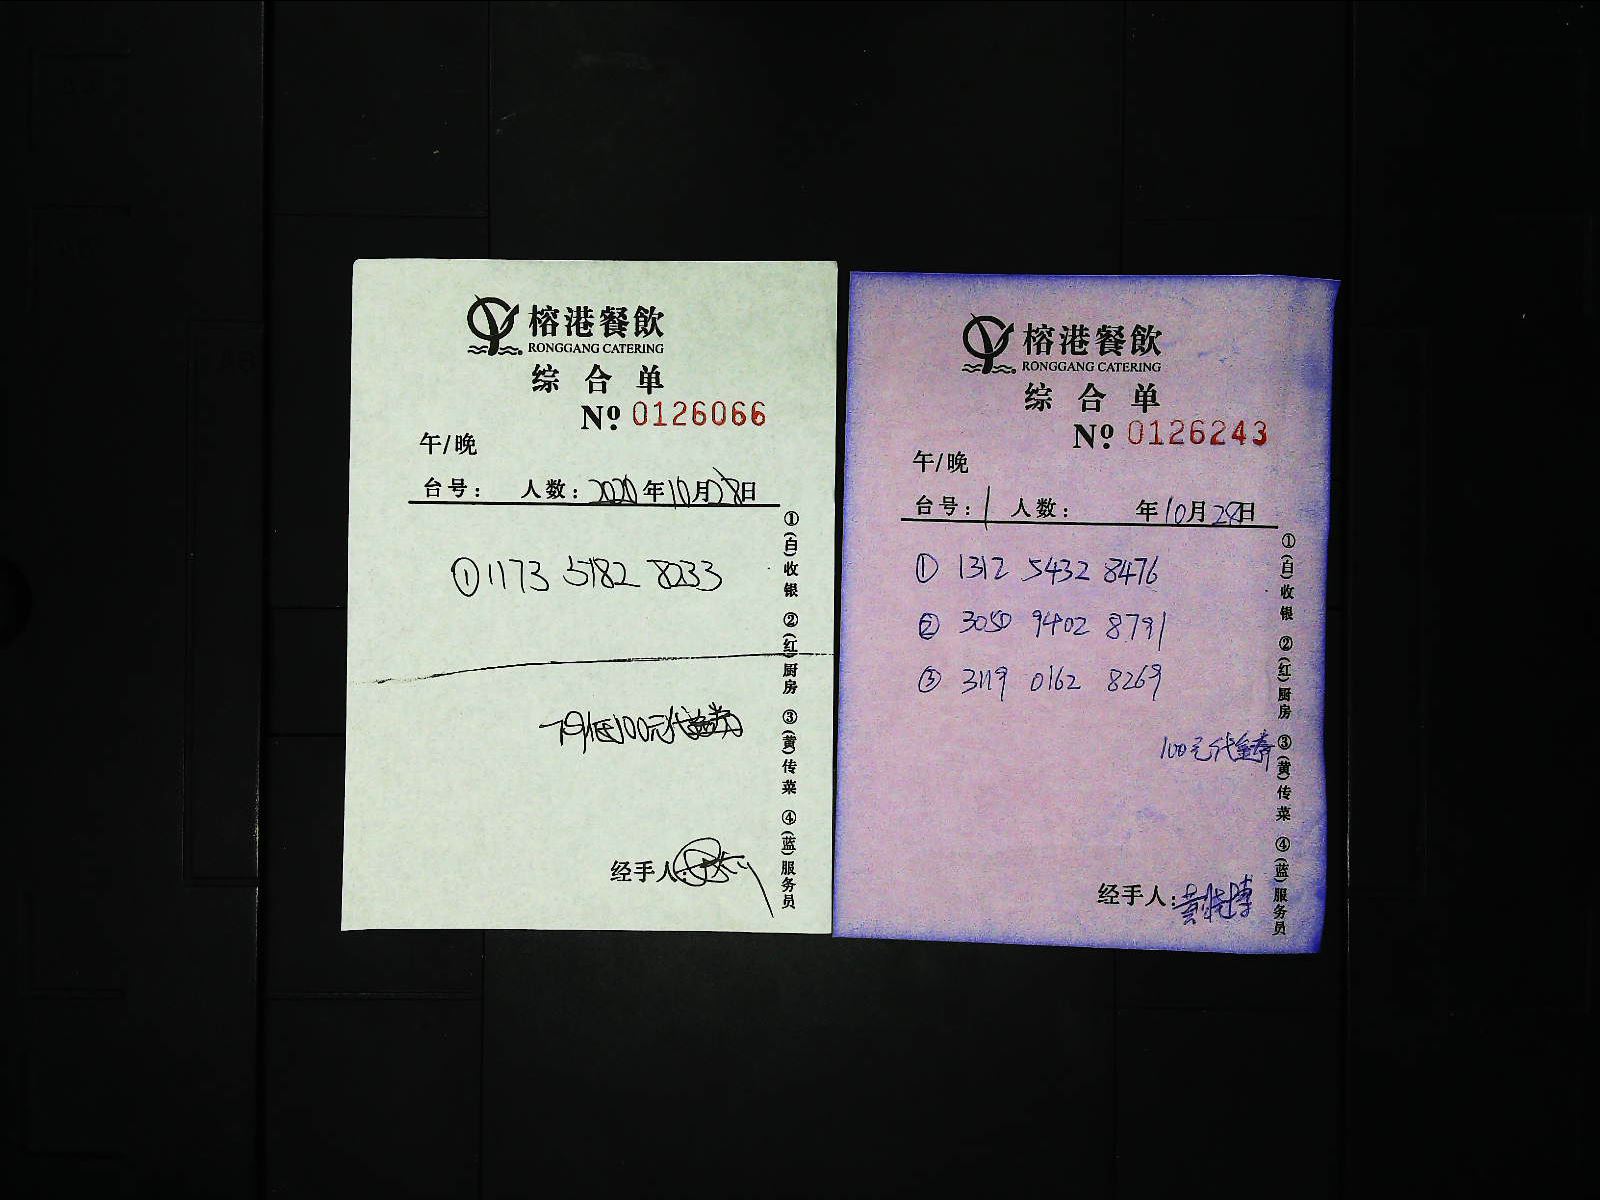 榕港餐飲
RONGGANG CATERING
综合单
№ 0126066
午/晚
台号： 人数：2020年10月28日
① 1173 5182 8233
79抵100元代金券
经手人：
①(白)收银 ②(红)厨房 ③(黄)传菜 ④(蓝)服务员
榕港餐飲
RONGGANG CATERING
综合单
№ 0126243
午/晚
台号：1 人数： 年10月28日
① 1312 5432 8476
② 3050 9402 8791
③ 3119 0162 8269
100元代金券
经手人：黄晓博
①(白)收银 ②(红)厨房 ③(黄)传菜 ④(蓝)服务员